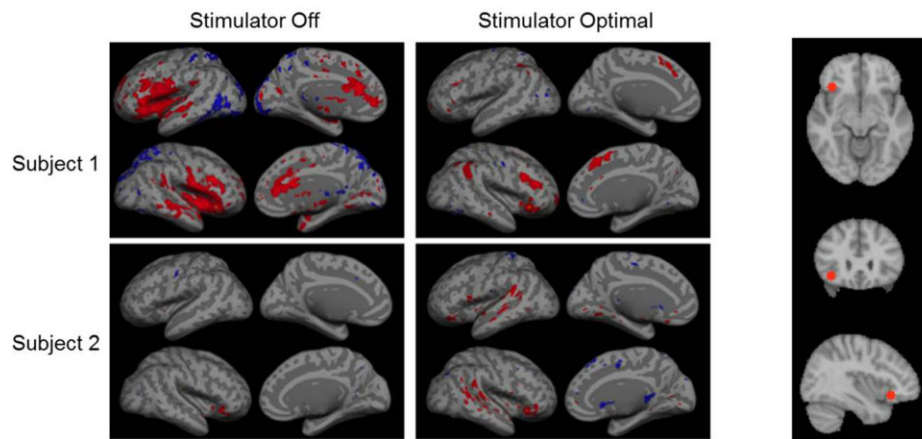 Stimulator Off
Stimulator Optimal
Subject 1
Subject 2